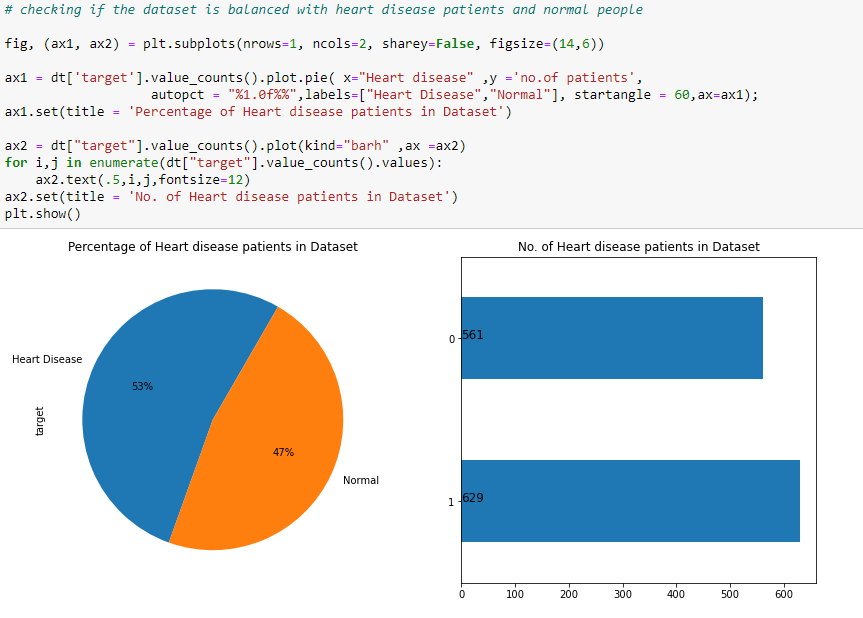 # checking if the dataset is balanced with heart disease patients and normal people
fig, (ax1, ax2) = plt.subplots(nrows=1, ncols=2, sharey=False, figsize=(14,6))
ax1 = dt['target'].value_counts().plot.pie( x="Heart disease" ,y ='no.of patients',
autopct = "%1.0f%%",labels=["Heart Disease","Normal"], startangle = 60,ax=ax1);
ax1.set(title = 'Percentage of Heart disease patients in Dataset')
ax2 = dt["target"].value_counts().plot(kind="barh" ,ax =ax2)
for i,j in enumerate(dt["target"].value_counts().values):
ax2.text(.5,i,j,fontsize=12)
ax2.set(title = 'No. of Heart disease patients in Dataset')
plt.show()
Percentage of Heart disease patients in Dataset
Heart Disease
53%
target
47%
Normal
No. of Heart disease patients in Dataset
0
561
1
629
0 100 200 300 400 500 600